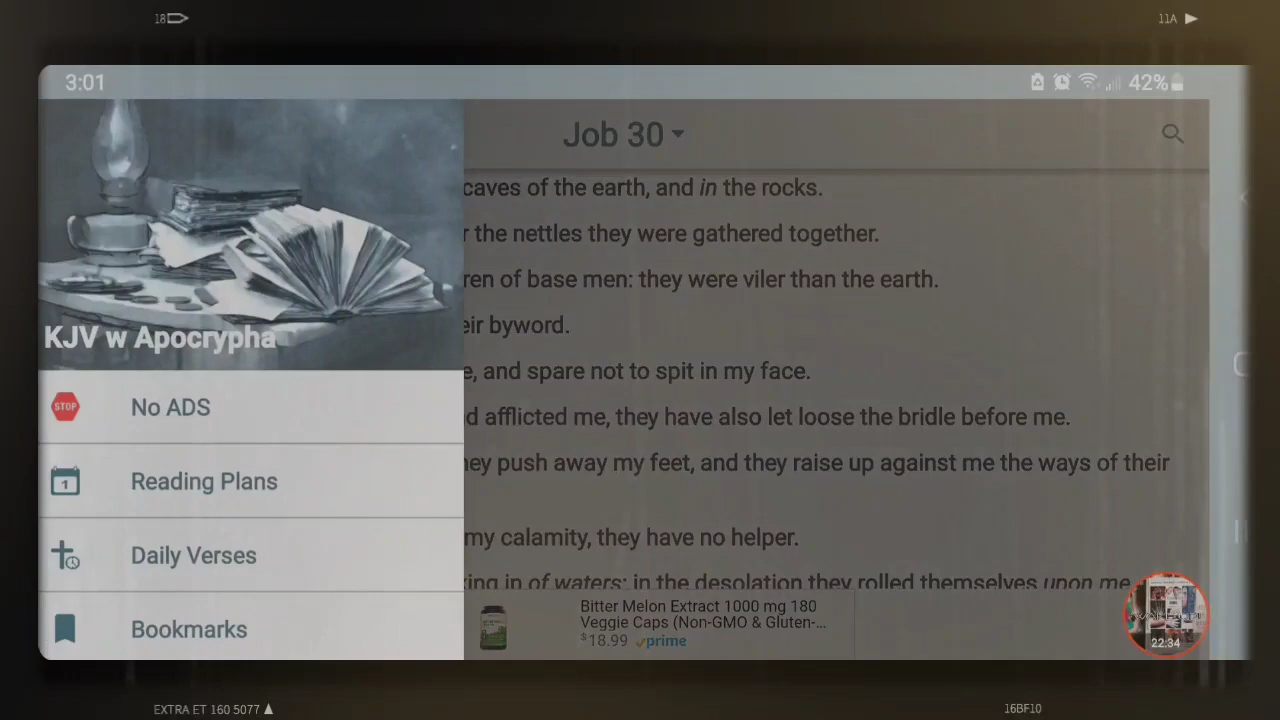 18
11A
3:01
42%
Job 30
caves of the earth, and in the rocks.
r the nettles they were gathered together.
ren of base men: they were viler than the earth.
eir byword.
e, and spare not to spit in my face.
d afflicted me, they have also let loose the bridle before me.
ey push away my feet, and they raise up against me the ways of their
my calamity, they have no helper.
king in of waters: in the desolation they rolled themselves upon me
KJV w Apocrypha
STOP
No ADS
1
Reading Plans
Daily Verses
Bookmarks
Bitter Melon Extract 1000 mg 180
Veggie Caps (Non-GMO & Gluten-...
$18.99 prime
22:34
EXTRA ET 160 5077
16BF10